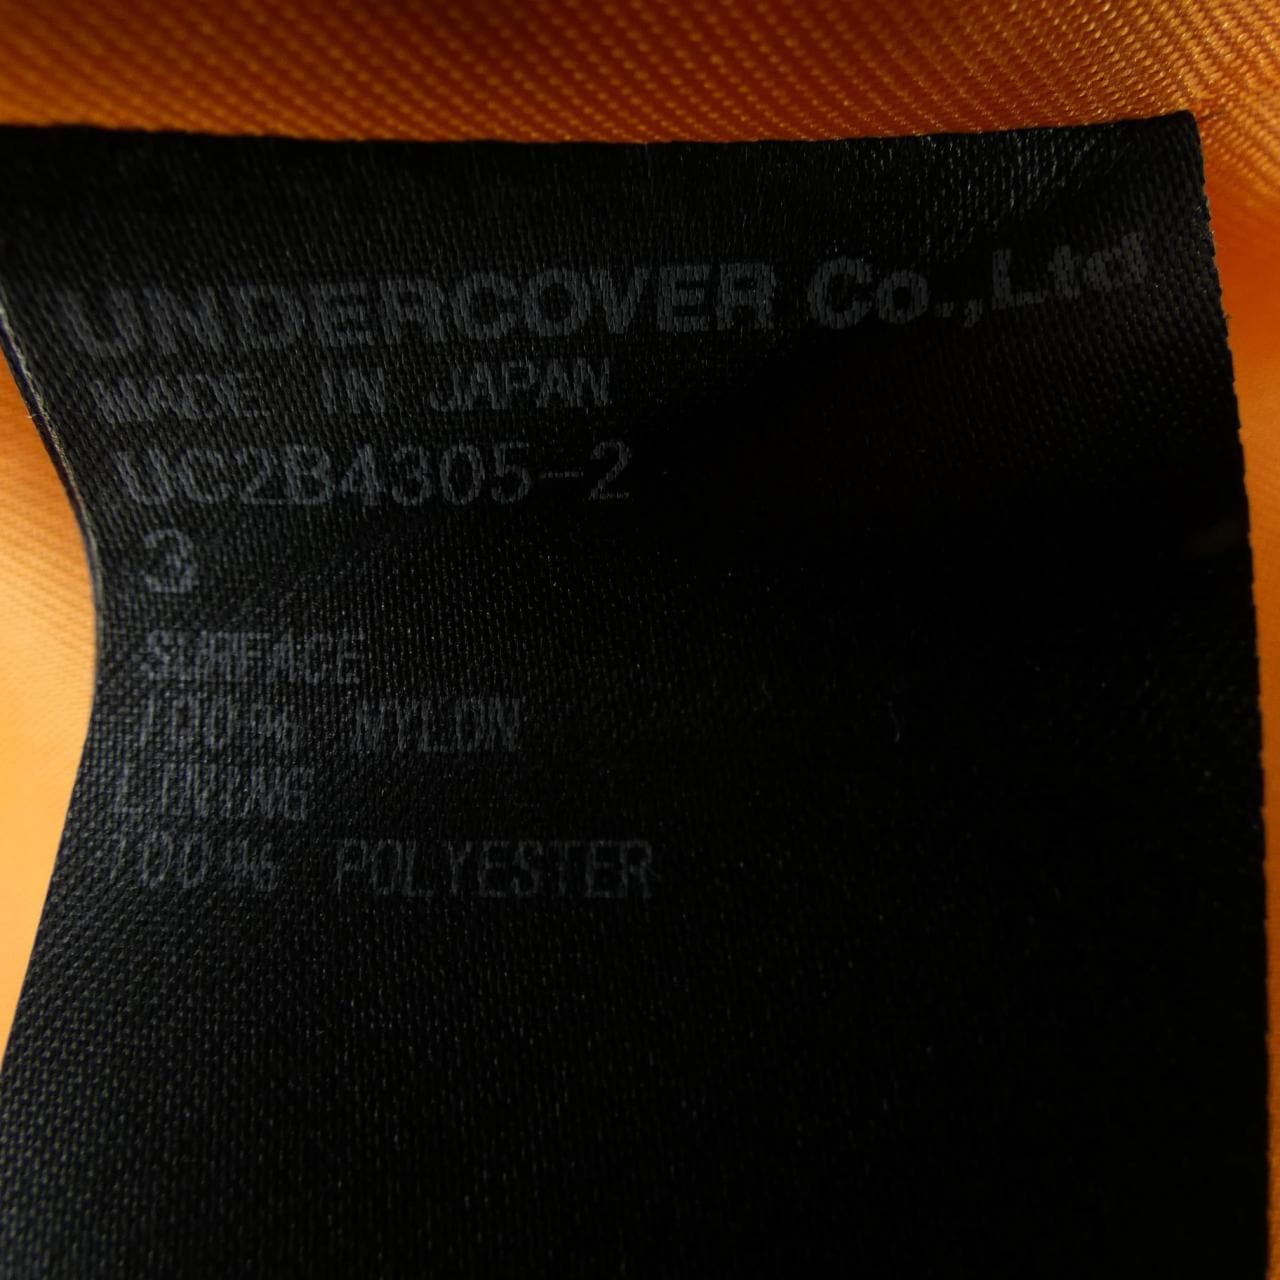 UNDERCOVER Co.,Ltd
MADE IN JAPAN
UC2B4305-2
3
SURFACE
100% NYLON
LINING
100% POLYESTER